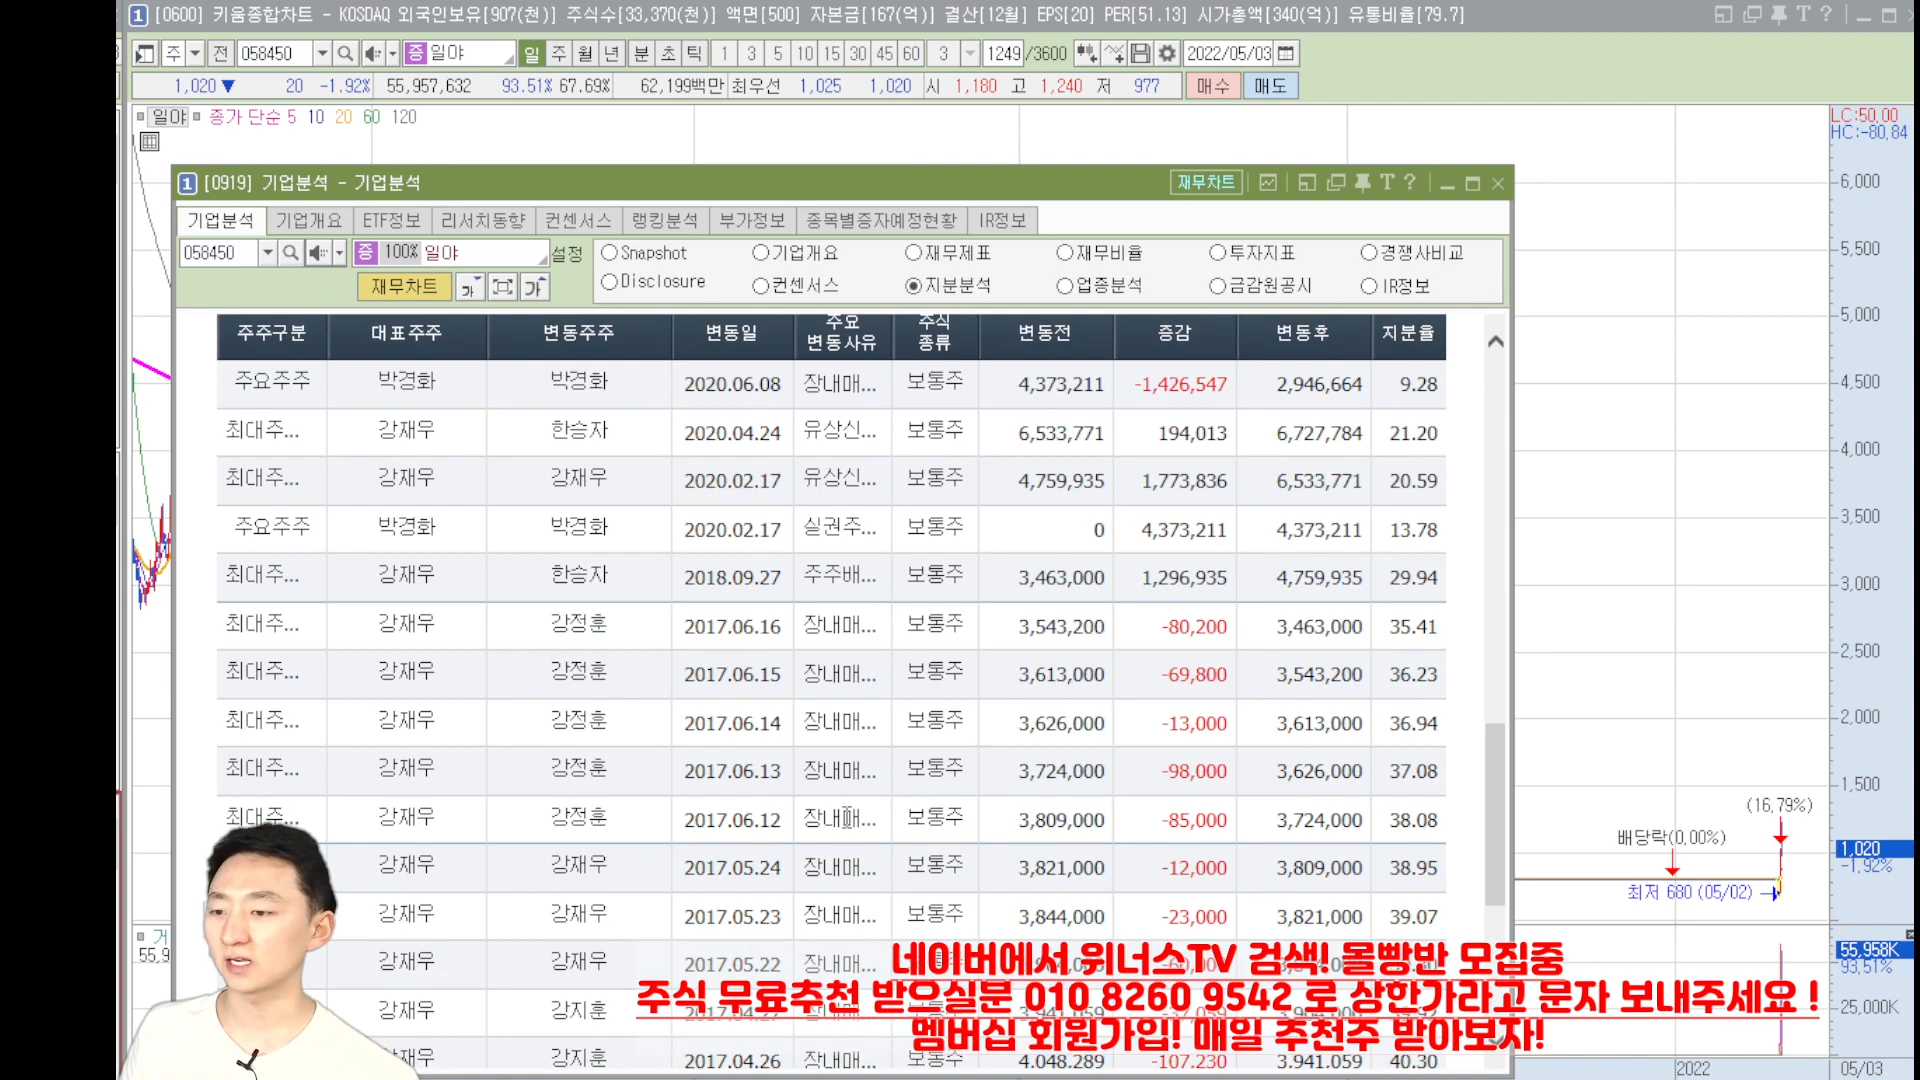 1 [0600] 키움종합차트 - KOSDAQ 외국인보유[907(천)] 주식수[33,370(천)] 액면[500] 자본금[167(억)] 결산[12월] EPS[20] PER[51.13] 시가총액[340(억)] 유통비율[79.7]
주 전 058450 증 일야 일 주 월 년 분 초 틱 1 3 5 10 15 30 45 60 3 1249 /3600 2022/05/03
1,020 ▼ 20 -1.92% 55,957,632 93.51% 67.69% 62,199백만 최우선 1,025 1,020 시 1,180 고 1,240 저 977 매수 매도
일야 종가 단순 5 10 20 60 120
LC:50,00
HC:-80,84
1 [0919] 기업분석 - 기업분석 재무차트 T ?
기업분석 기업개요 ETF정보 리서치동향 컨센서스 랭킹분석 부가정보 종목별증자예정현황 IR정보
058450 증 100% 일야 설정 Snapshot 기업개요 재무제표 재무비율 투자지표 경쟁사비교
재무차트 가 가 Disclosure 컨센서스 지분분석 업종분석 금감원공시 IR정보
주주구분 대표주주 변동주주 변동일 주요 변동사유 주식 종류 변동전 증감 변동후 지분율
주요주주 박경화 박경화 2020.06.08 장내매... 보통주 4,373,211 -1,426,547 2,946,664 9.28
최대주... 강재우 한승자 2020.04.24 유상신... 보통주 6,533,771 194,013 6,727,784 21.20
최대주... 강재우 강재우 2020.02.17 유상신... 보통주 4,759,935 1,773,836 6,533,771 20.59
주요주주 박경화 박경화 2020.02.17 실권주... 보통주 0 4,373,211 4,373,211 13.78
최대주... 강재우 한승자 2018.09.27 주주배... 보통주 3,463,000 1,296,935 4,759,935 29.94
최대주... 강재우 강정훈 2017.06.16 장내매... 보통주 3,543,200 -80,200 3,463,000 35.41
최대주... 강재우 강정훈 2017.06.15 장내매... 보통주 3,613,000 -69,800 3,543,200 36.23
최대주... 강재우 강정훈 2017.06.14 장내매... 보통주 3,626,000 -13,000 3,613,000 36.94
최대주... 강재우 강정훈 2017.06.13 장내매... 보통주 3,724,000 -98,000 3,626,000 37.08
최대주... 강재우 강정훈 2017.06.12 장내매... 보통주 3,809,000 -85,000 3,724,000 38.08
강재우 강재우 2017.05.24 장내매... 보통주 3,821,000 -12,000 3,809,000 38.95
강재우 강재우 2017.05.23 장내매... 보통주 3,844,000 -23,000 3,821,000 39.07
강재우 강재우 2017.05.22 장내매...
강재우 강지훈
강재우 강지훈 2017.04.26 장내매... 보통주 4,048,289 -107,230 3,941,059 40.30
네이버에서 위너스TV 검색! 몰빵반 모집중
주식 무료추천 받으실분 010 8260 9542 로 상한가라고 문자 보내주세요 !
멤버십 회원가입! 매일 추천주 받아보자!
6,000
5,500
5,000
4,500
4,000
3,500
3,000
2,500
2,000
1,500
(16,79%)
배당락(0,00%)
1,020
-1,92%
최저 680 (05/02)
거
55,9
55,958K
93,51%
25,000K
2022 05/03